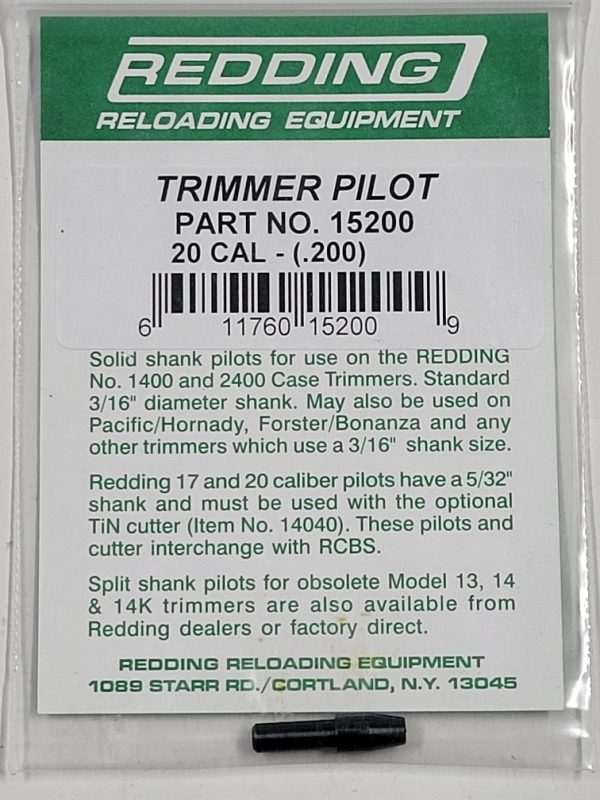 REDDING
RELOADING EQUIPMENT
TRIMMER PILOT
PART NO. 15200
20 CAL - (.200)
6 11760 15200 9
Solid shank pilots for use on the REDDING
No. 1400 and 2400 Case Trimmers. Standard
3/16" diameter shank. May also be used on
Pacific/Hornady, Forster/Bonanza and any
other trimmers which use a 3/16" shank size.
Redding 17 and 20 caliber pilots have a 5/32"
shank and must be used with the optional
TiN cutter (Item No. 14040). These pilots and
cutter interchange with RCBS.
Split shank pilots for obsolete Model 13, 14
& 14K trimmers are also available from
Redding dealers or factory direct.
REDDING RELOADING EQUIPMENT
1089 STARR RD./CORTLAND, N.Y. 13045